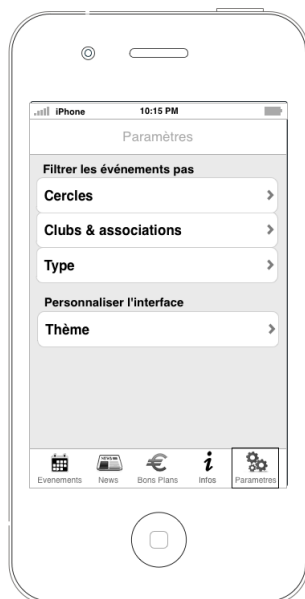 iPhone 10:15 PM
Paramètres
Filtrer les événements pas
Cercles
Clubs & associations
Type
Personnaliser l'interface
Thème
Evenements News Bons Plans Infos Parametres